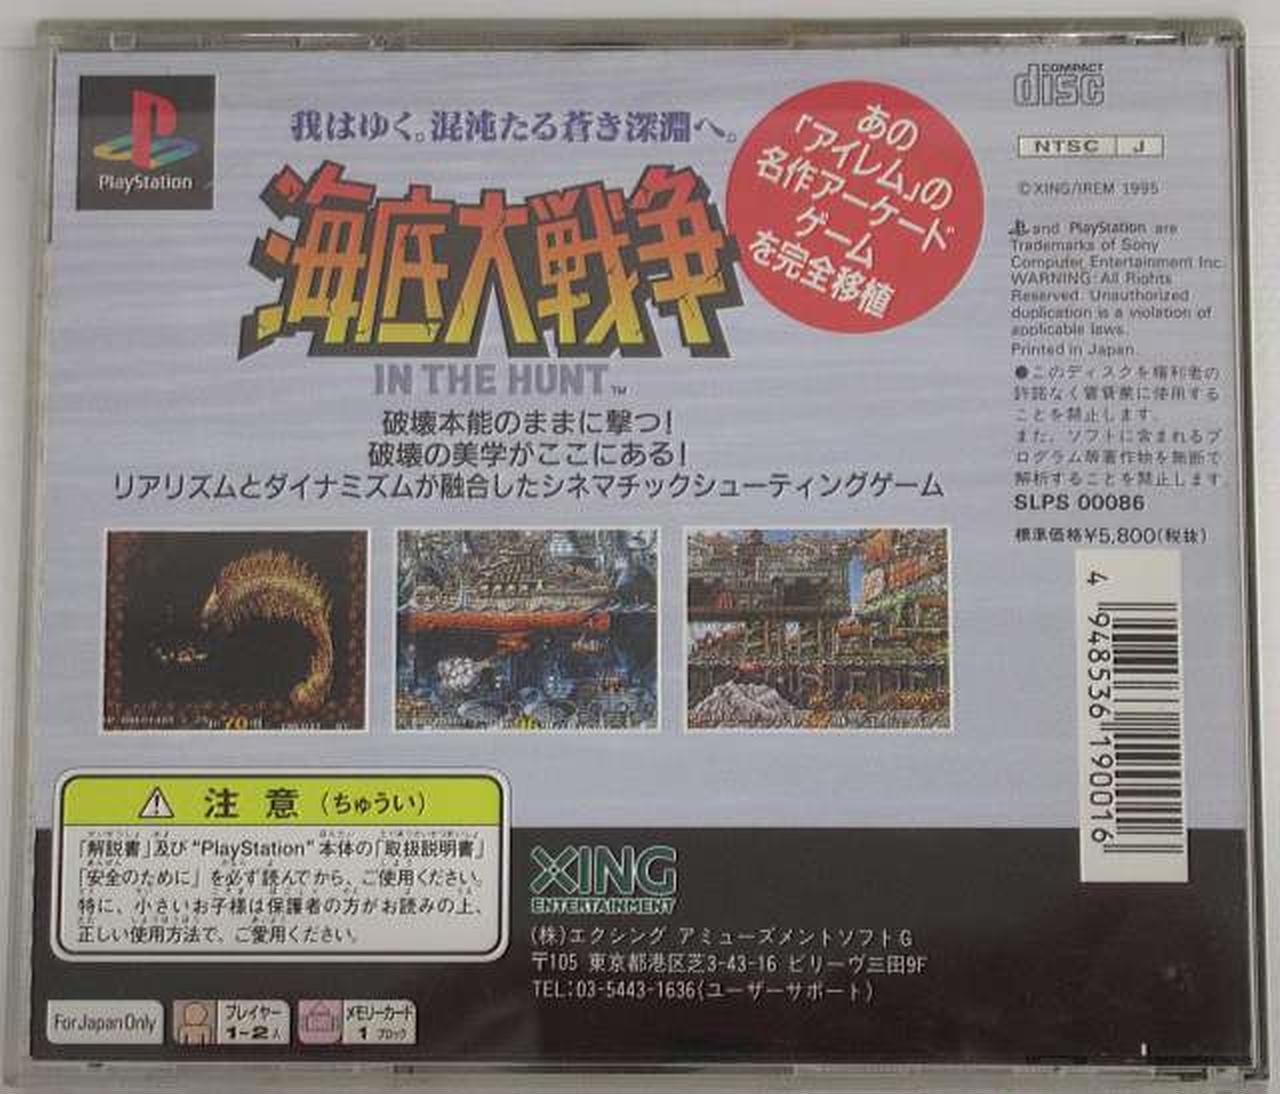 PlayStation
我はゆく。混沌たる蒼き深淵へ。
海底大戦争
IN THE HUNT™
あの
「アイレム」の
名作アーケード
ゲーム
を完全移植
破壊本能のままに撃つ!
破壊の美学がここにある!
リアリズムとダイナミズムが融合したシネマチックシューティングゲーム
COMPACT
disc
NTSC J
©XING/IREM 1995
and PlayStation are
Trademarks of Sony
Computer Entertainment Inc.
WARNING: All Rights
Reserved. Unauthorized
duplication is a violation of
applicable laws.
Printed in Japan
●このディスクを権利者の
許諾なく賃貸業に使用する
ことを禁止します。
また、ソフトに含まれるプ
ログラム等著作物を無断で
解析することを禁止します。
SLPS 00086
標準価格¥5,800(税抜)
4 948536 190016
注意(ちゅうい)
「解説書」及び"PlayStation"本体の「取扱説明書」
「安全のために」を必ず読んでから、ご使用ください。
特に、小さいお子様は保護者の方がお読みの上、
正しい使用方法で、ご愛用ください。
XING
ENTERTAINMENT
(株)エクシング アミューズメントソフトG
〒105 東京都港区芝3-43-16 ビリーヴ三田9F
TEL:03-5443-1636(ユーザーサポート)
For Japan Only
プレイヤー
1~2人
メモリーカード
1 ブロック